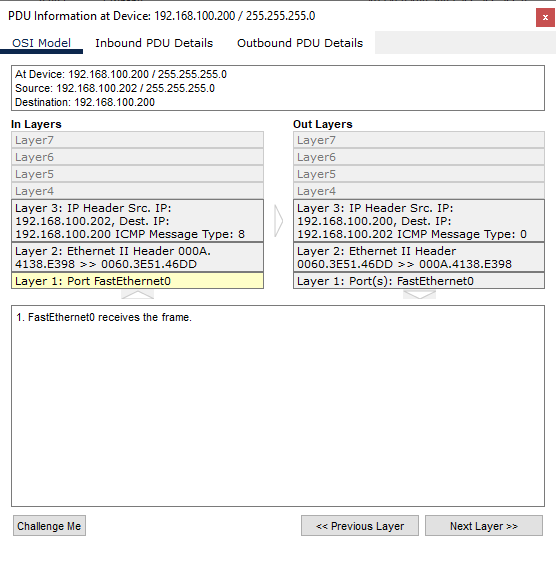 PDU Information at Device: 192.168.100.200 / 255.255.255.0
x
OSI Model Inbound PDU Details Outbound PDU Details
At Device: 192.168.100.200 / 255.255.255.0
Source: 192.168.100.202 / 255.255.255.0
Destination: 192.168.100.200
In Layers
Layer7
Layer6
Layer5
Layer4
Layer 3: IP Header Src. IP:
192.168.100.202, Dest. IP:
192.168.100.200 ICMP Message Type: 8
Layer 2: Ethernet II Header 000A.
4138.E398 >> 0060.3E51.46DD
Layer 1: Port FastEthernet0
Out Layers
Layer7
Layer6
Layer5
Layer4
Layer 3: IP Header Src. IP:
192.168.100.200, Dest. IP:
192.168.100.202 ICMP Message Type: 0
Layer 2: Ethernet II Header
0060.3E51.46DD >> 000A.4138.E398
Layer 1: Port(s): FastEthernet0
1. FastEthernet0 receives the frame.
Challenge Me << Previous Layer Next Layer >>